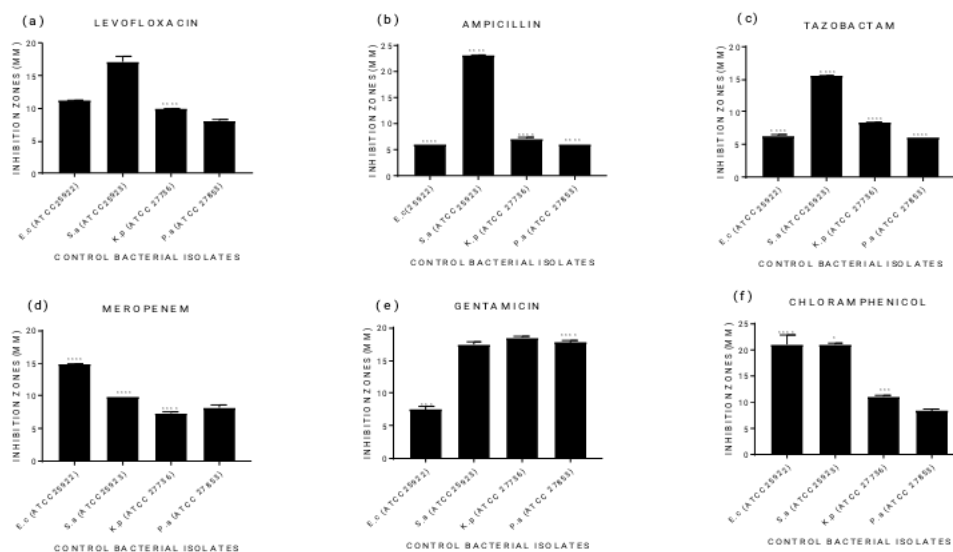 (a)
LEVOFLOXACIN
INHIBITION ZONES (MM)
20
15
10
5
0
****
E.c (ATCC25922)
S.a (ATCC25923)
K.p (ATCC 27736)
P.a (ATCC 27853)
CONTROL BACTERIAL ISOLATES
(b)
AMPICILLIN
INHIBITION ZONES (MM)
25
20
15
10
5
0
****
****
****
****
E.c(25922)
S.a (ATCC25923)
K.p (ATCC 27736)
P.a (ATCC 27853)
CONTROL BACTERIAL ISOLATES
(c)
TAZOBACTAM
INHIBITION ZONES (MM)
20
15
10
5
0
****
****
****
****
E.c (ATCC25922)
S.a (ATCC25923)
K.p (ATCC 27736)
P.a (ATCC 27853)
CONTROL BACTERIAL ISOLATES
(d)
MEROPENEM
INHIBITION ZONES (MM)
20
15
10
5
0
****
****
****
E.c (ATCC25922)
S.a (ATCC25923)
K.p (ATCC 27736)
P.a (ATCC 27853)
CONTROL BACTERIAL ISOLATES
(e)
GENTAMICIN
INHIBITION ZONES (MM)
20
15
10
5
0
***
****
E.c (ATCC25922)
S.a (ATCC25923)
K.p (ATCC 27736)
P.a (ATCC 27853)
CONTROL BACTERIAL ISOLATES
(f)
CHLORAMPHENICOL
INHIBITION ZONES (MM)
25
20
15
10
5
0
****
*
***
E.c (ATCC25922)
S.a (ATCC25923)
K.p (ATCC 27736)
P.a (ATCC 27853)
CONTROL BACTERIAL ISOLATES